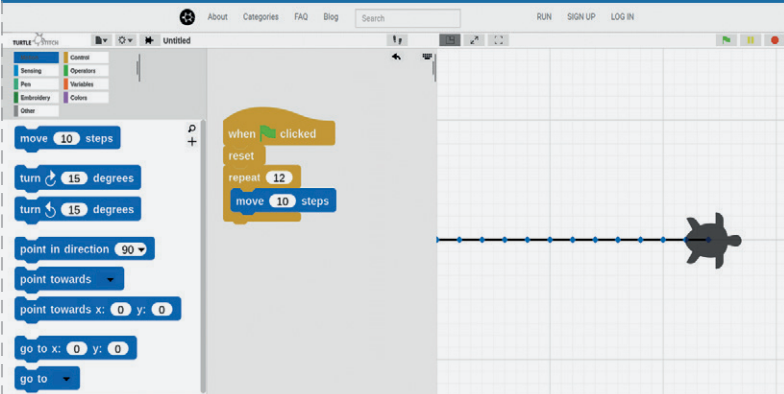 About Categories FAQ Blog Search RUN SIGN UP LOG IN
TURTLE STITCH Untitled
Control
Sensing Operators
Pen Variables
Embroidery Colors
Other
move 10 steps
turn 15 degrees
turn 15 degrees
point in direction 90
point towards
point towards x: 0 y: 0
go to x: 0 y: 0
go to
when clicked
reset
repeat 12
move 10 steps